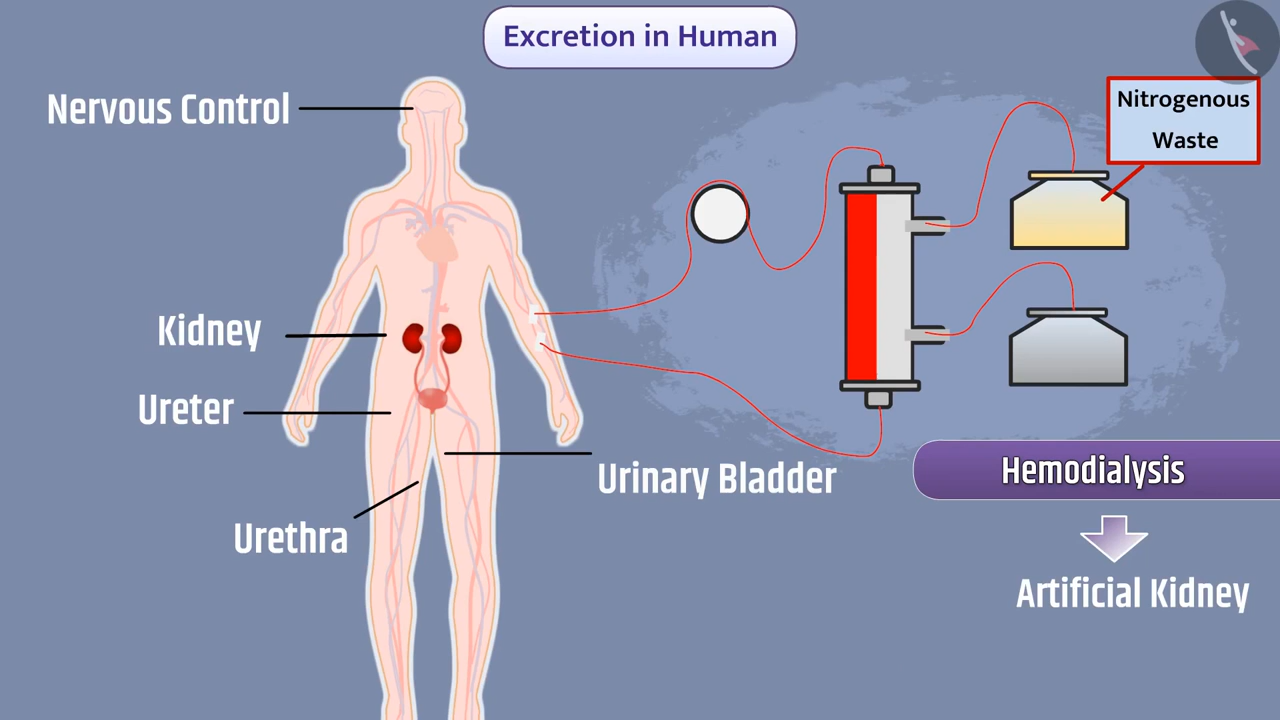 Excretion in Human
Nervous Control
Nitrogenous
Waste
Kidney
Ureter
Urinary Bladder
Urethra
Hemodialysis
Artificial Kidney